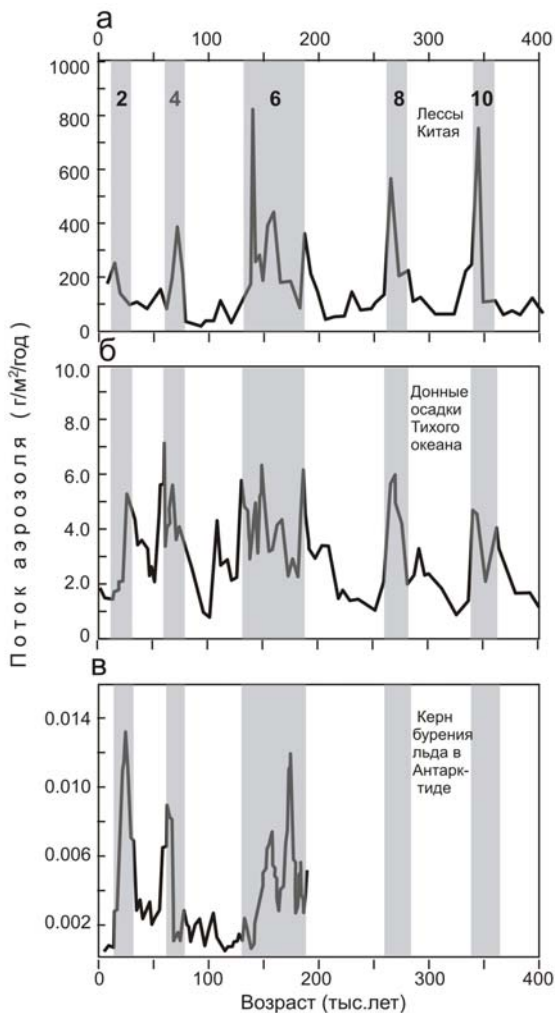 а
0 100 200 300 400
1000
2 4 6 8 10
Лессы
Китая
800
600
400
200
0
б
10.0
Донные
осадки
Тихого
океана
8.0
6.0
4.0
2.0
0
Поток аэрозоля (г/м²/год)
в
0.014
Керн
бурения
льда в
Антарк-
тиде
0.010
0.006
0.002
0 100 200 300 400
Возраст (тыс.лет)